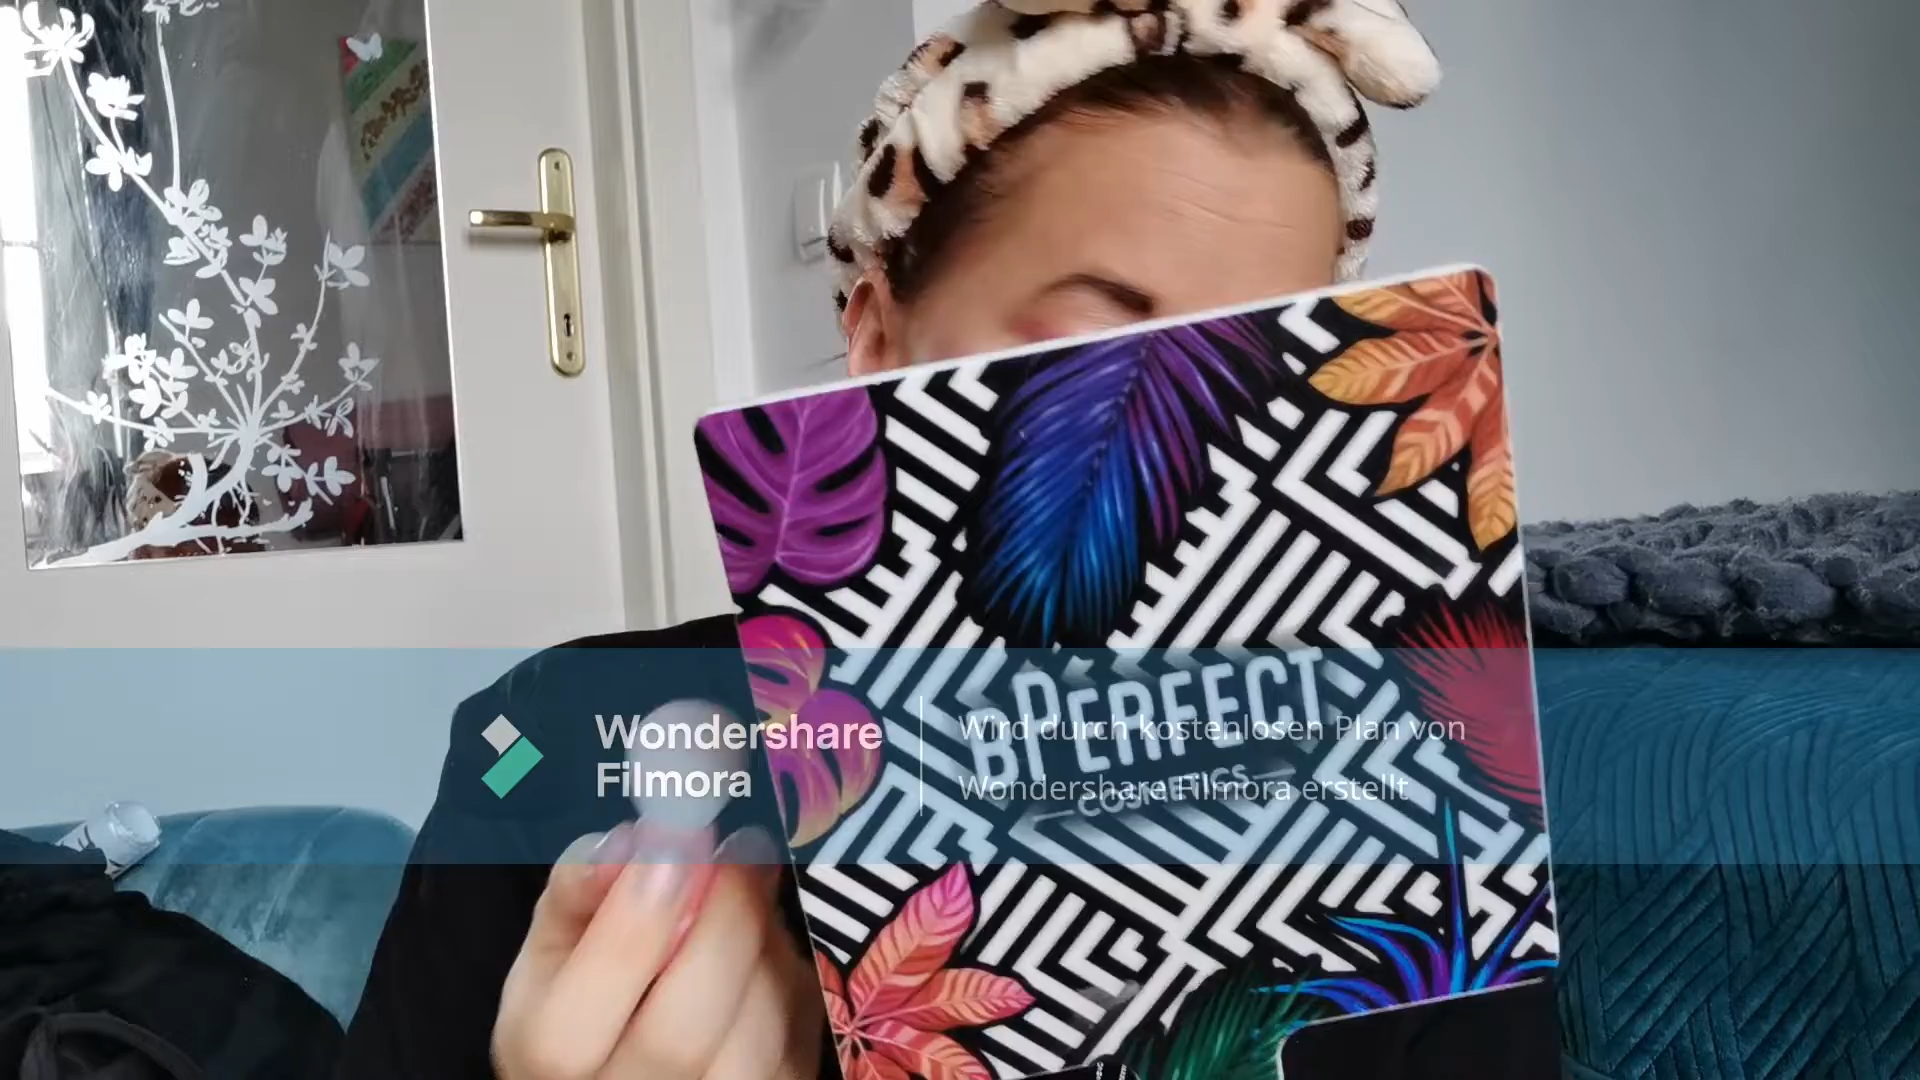 BPERFECT
COSMETICS
Wondershare
Filmora
Wird durch kostenlosen Plan von
Wondershare Filmora erstellt